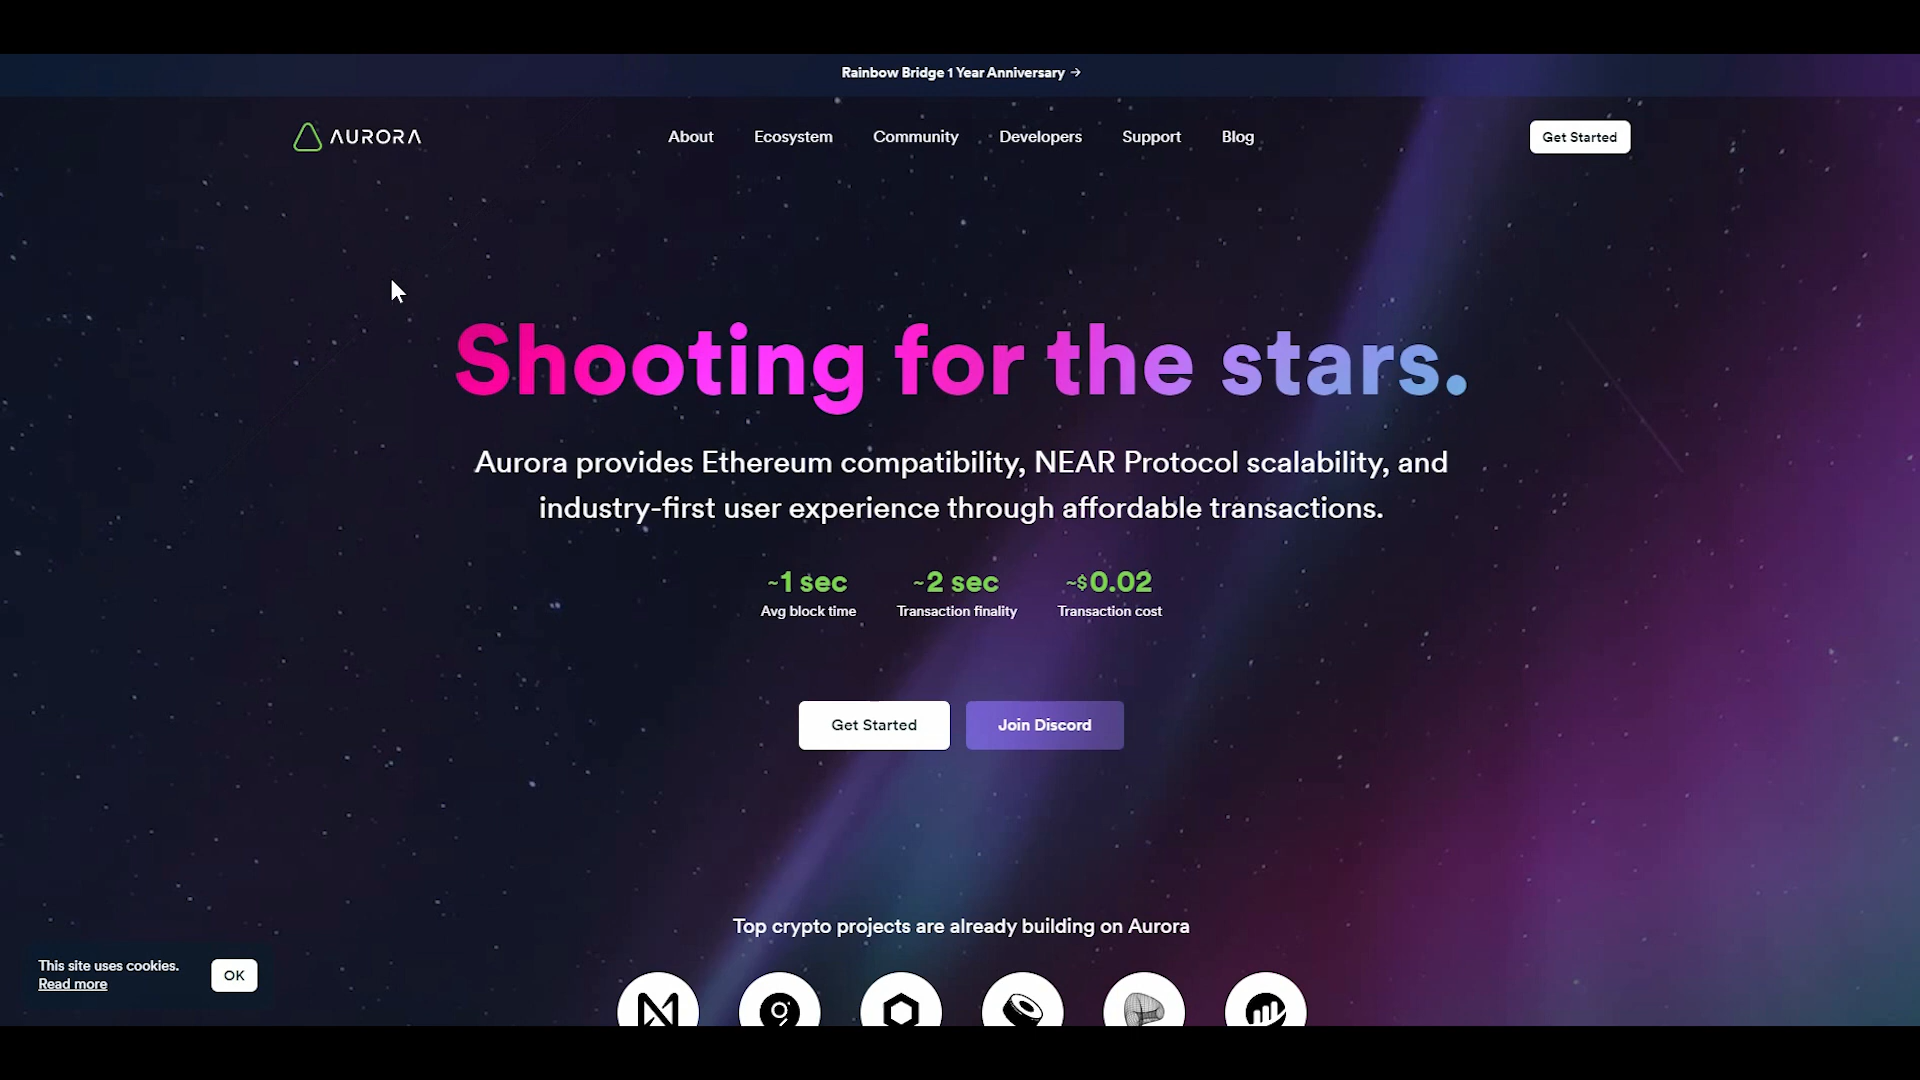 Rainbow Bridge 1 Year Anniversary →
AURORA
About Ecosystem Community Developers Support Blog
Get Started
Shooting for the stars.
Aurora provides Ethereum compatibility, NEAR Protocol scalability, and
industry-first user experience through affordable transactions.
~1 sec ~2 sec ~$0.02
Avg block time Transaction finality Transaction cost
Get Started Join Discord
Top crypto projects are already building on Aurora
This site uses cookies.
Read more
OK